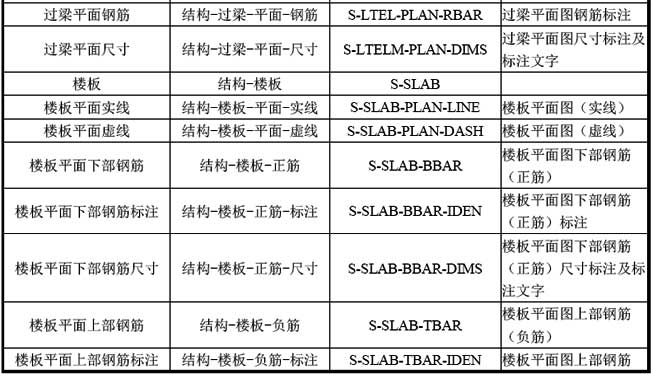 过梁平面钢筋 结构-过梁-平面-钢筋 S-LTEL-PLAN-RBAR 过梁平面图钢筋标注
过梁平面尺寸 结构-过梁-平面-尺寸 S-LTELM-PLAN-DIMS 过梁平面图尺寸标注及
标注文字
楼板 结构-楼板 S-SLAB
楼板平面实线 结构-楼板-平面-实线 S-SLAB-PLAN-LINE 楼板平面图（实线）
楼板平面虚线 结构-楼板-平面-虚线 S-SLAB-PLAN-DASH 楼板平面图（虚线）
楼板平面下部钢筋 结构-楼板-正筋 S-SLAB-BBAR 楼板平面图下部钢筋
（正筋）
楼板平面下部钢筋标注 结构-楼板-正筋-标注 S-SLAB-BBAR-IDEN 楼板平面图下部钢筋
（正筋）标注
楼板平面下部钢筋尺寸 结构-楼板-正筋-尺寸 S-SLAB-BBAR-DIMS 楼板平面图下部钢筋
（正筋）尺寸标注及标
注文字
楼板平面上部钢筋 结构-楼板-负筋 S-SLAB-TBAR 楼板平面图上部钢筋
（负筋）
楼板平面上部钢筋标注 结构-楼板-负筋-标注 S-SLAB-TBAR-IDEN 楼板平面图上部钢筋